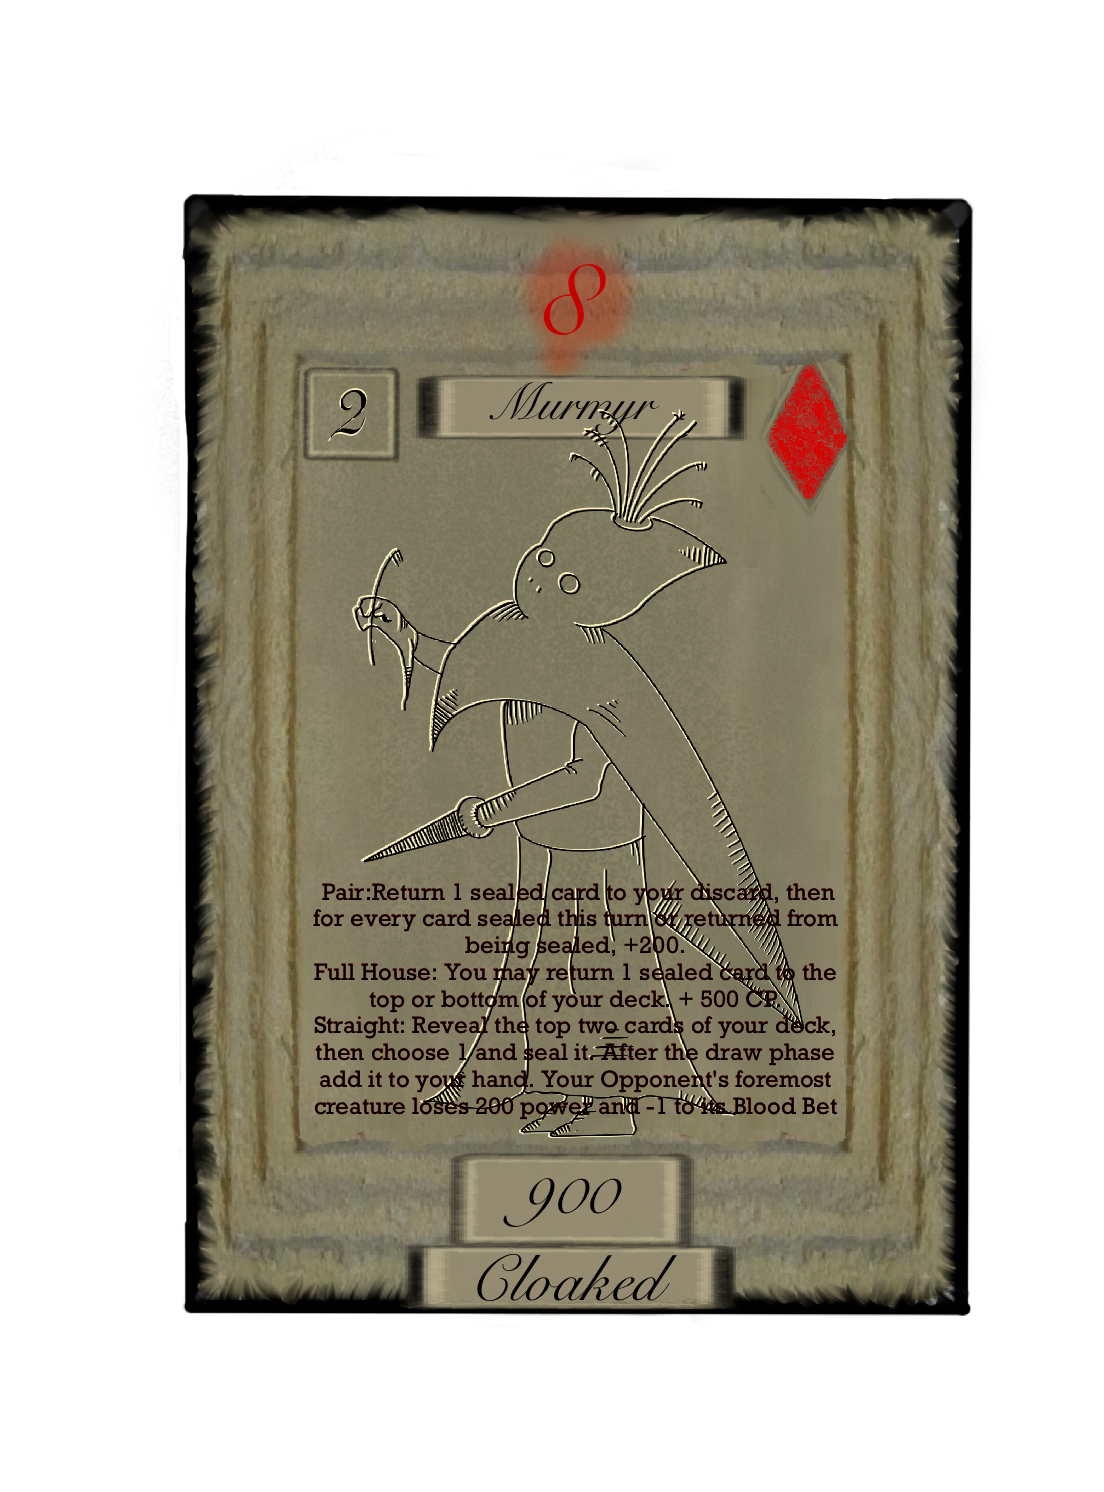 8
2
Murmyr
Pair:Return 1 sealed card to your discard, then
for every card sealed this turn or returned from
being sealed, +200.
Full House: You may return 1 sealed card to the
top or bottom of your deck. + 500 CP.
Straight: Reveal the top two cards of your deck,
then choose 1 and seal it. After the draw phase
add it to your hand. Your Opponent's foremost
creature loses 200 power and -1 to its Blood Bet
900
Cloaked